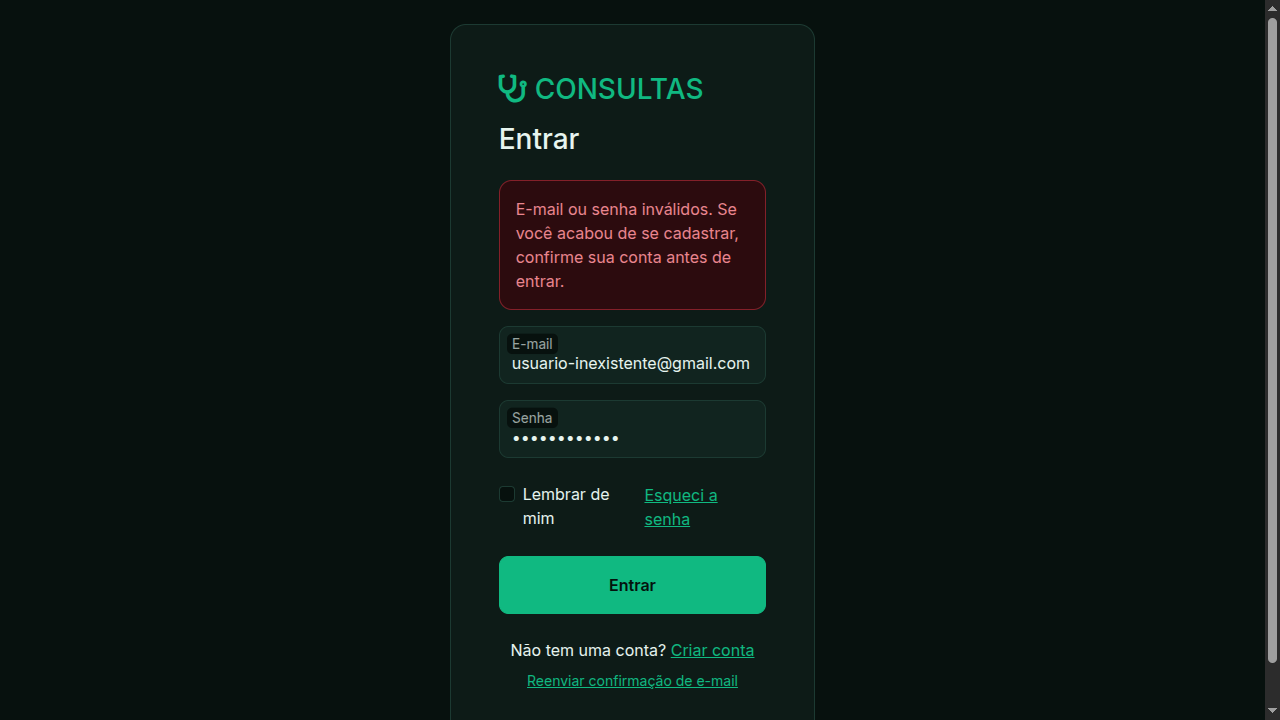 CONSULTAS
Entrar
E-mail ou senha inválidos. Se
você acabou de se cadastrar,
confirme sua conta antes de
entrar.
E-mail
usuario-inexistente@gmail.com
Senha
••••••••••••
Lembrar de
mim
Esqueci a
senha
Entrar
Não tem uma conta? Criar conta
Reenviar confirmação de e-mail